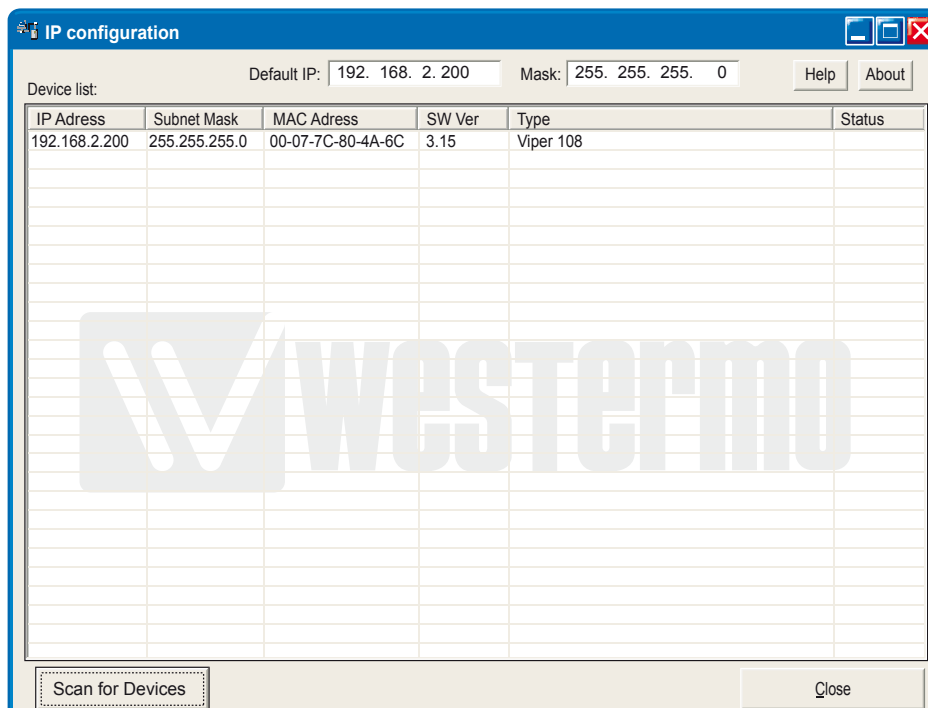 IP configuration
Default IP: 192. 168. 2. 200 Mask: 255. 255. 255. 0 Help About
Device list:
IP Adress Subnet Mask MAC Adress SW Ver Type Status
192.168.2.200 255.255.255.0 00-07-7C-80-4A-6C 3.15 Viper 108
westermo
Scan for Devices Close